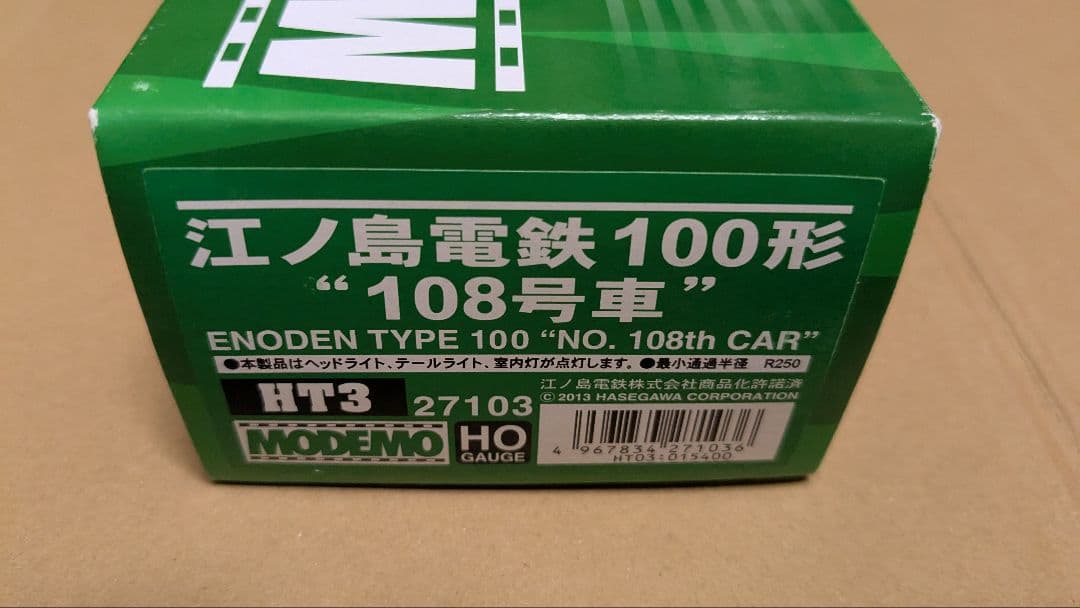 江ノ島電鉄100形
“108号車”
ENODEN TYPE 100 “NO. 108th CAR”
●本製品はヘッドライト、テールライト、室内灯が点灯します。●最小通過半径 R250
HT3 27103
江ノ島電鉄株式会社商品化許諾済
© 2013 HASEGAWA CORPORATION
MODEMO
HO
GAUGE
4 967834 271036
HT03:015400